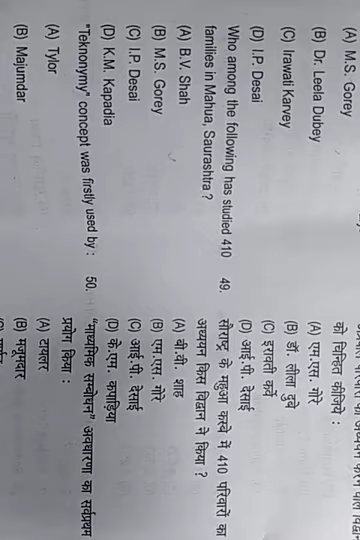 (A) M.S. Gorey
(B) Dr. Leela Dubey
(C) Irawati Karvey
(D) I.P. Desai
Who among the following has studied 410
families in Mahua, Saurashtra ?
(A) B.V. Shah
(B) M.S. Gorey
(C) I.P. Desai
(D) K.M. Kapadia
"Teknonymy" concept was firstly used by :
(A) Tylor
(B) Majumdar
को चिन्हित कीजिये :
(A) एम.एस. गोरे
(B) डॉ. लीला दुबे
(C) इरावती कर्वे
(D) आई.पी. देसाई
49. सौराष्ट्र के महुआ कस्बे में 410 परिवारों का
अध्ययन किस विद्वान ने किया ?
(A) बी.वी. शाह
(B) एम.एस. गोरे
(C) आई.पी. देसाई
(D) के.एम. कपाड़िया
50. "माध्यमिक सम्बोधन" अवधारणा का सर्वप्रथम
प्रयोग किया :
(A) टायलर
(B) मजूमदार